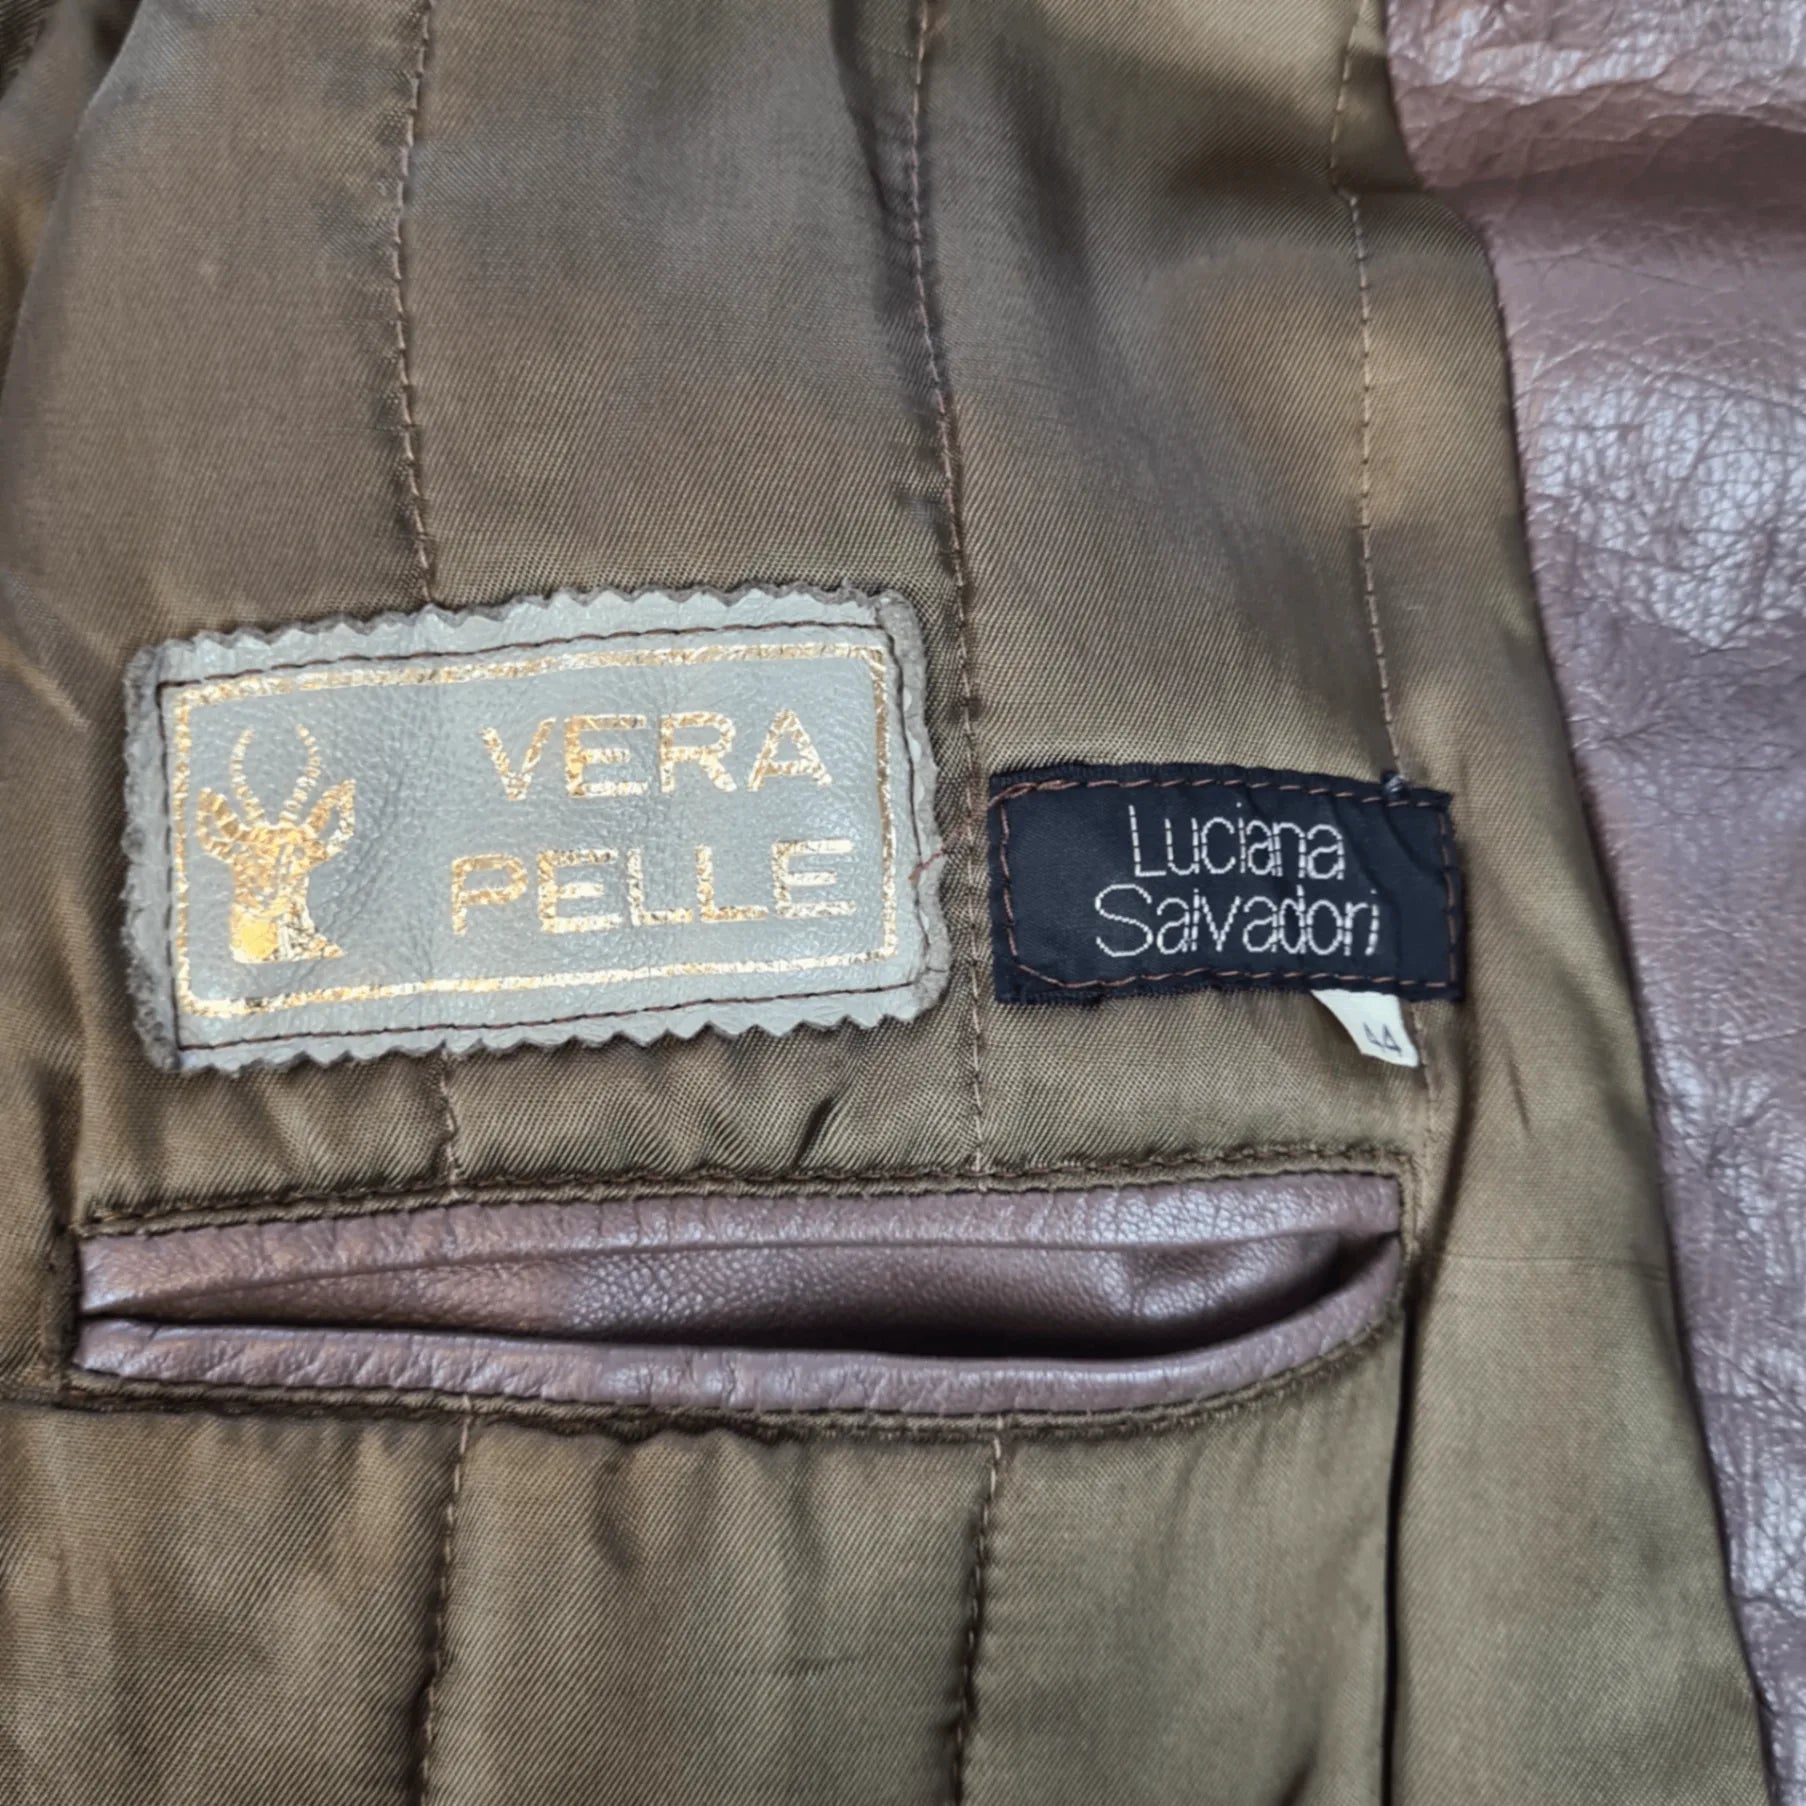 VERA
PELLE
Luciana
Salvadori
44